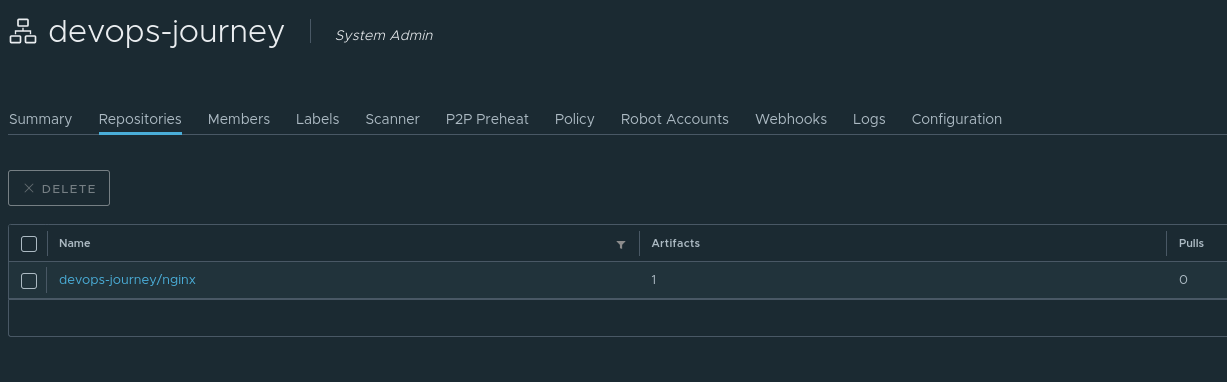 devops-journey System Admin
Summary Repositories Members Labels Scanner P2P Preheat Policy Robot Accounts Webhooks Logs Configuration
DELETE
Name Artifacts Pulls
devops-journey/nginx 1 0